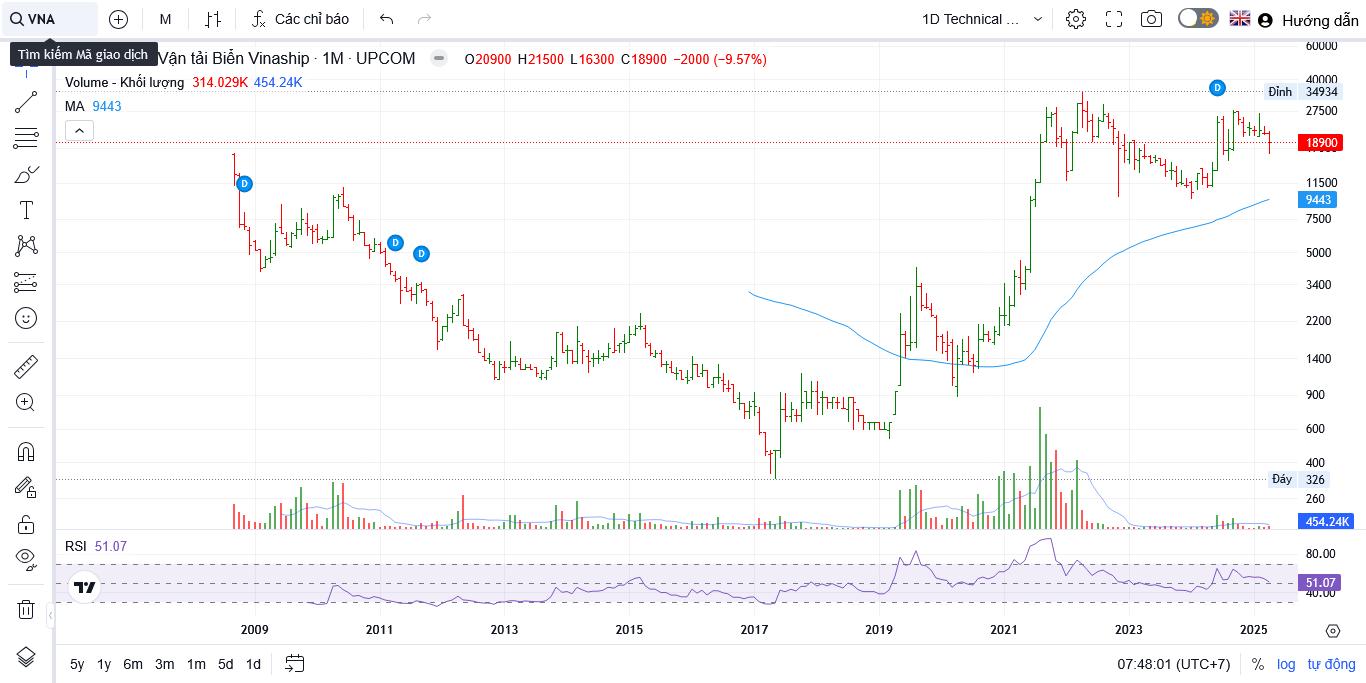 VNA
M
Các chỉ báo
1D Technical ...
Hướng dẫn
Tìm kiếm Mã giao dịch
Vận tải Biển Vinaship · 1M · UPCOM
O20900 H21500 L16300 C18900 −2000 (−9.57%)
Volume - Khối lượng 314.029K 454.24K
MA 9443
60000
40000
Đỉnh 34934
27500
18900
11500
9443
7500
5000
3400
2200
1400
900
600
400
Đáy 326
260
454.24K
D
D
D
D
RSI 51.07
80.00
51.07
40.00
2009 2011 2013 2015 2017 2019 2021 2023 2025
5y 1y 6m 3m 1m 5d 1d
07:48:01 (UTC+7)
% log tự động